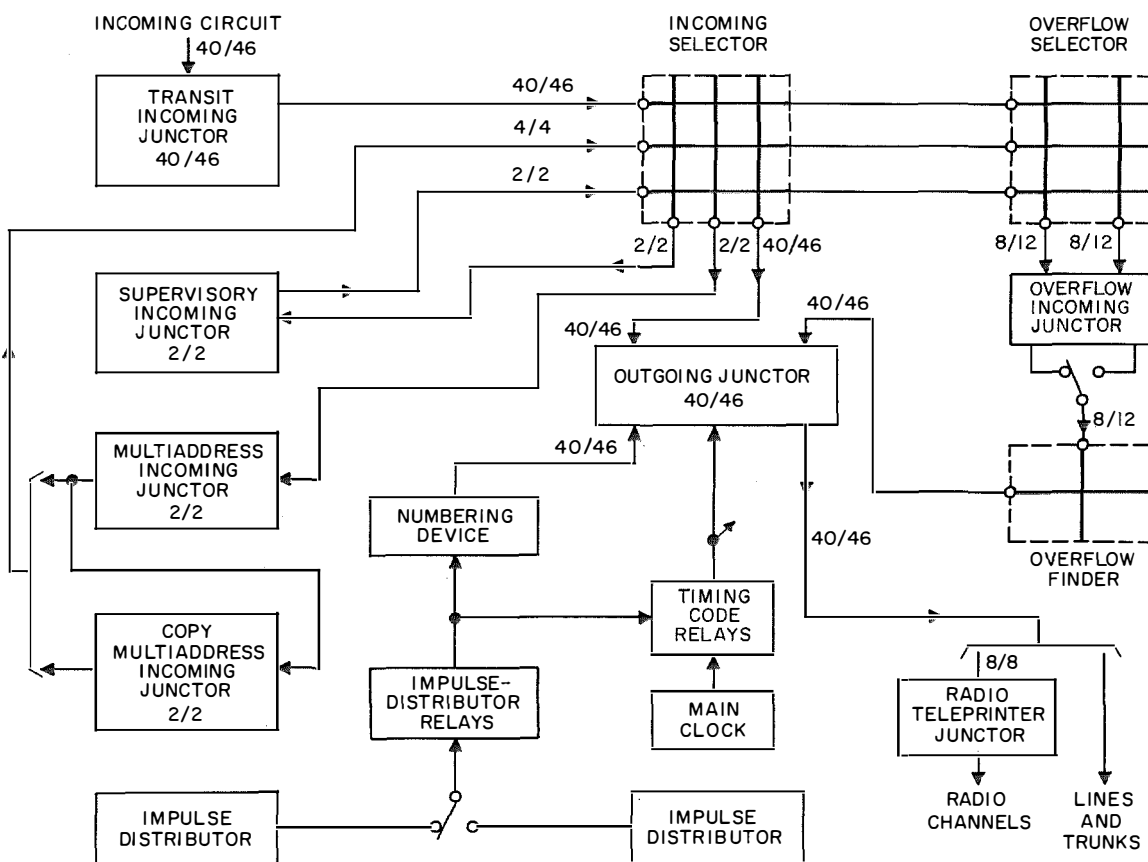 INCOMING CIRCUIT
40/46
TRANSIT
INCOMING
JUNCTOR
40/46
INCOMING
SELECTOR
OVERFLOW
SELECTOR
40/46
4/4
2/2
2/2
2/2
40/46
8/12
8/12
SUPERVISORY
INCOMING
JUNCTOR
2/2
OVERFLOW
INCOMING
JUNCTOR
40/46
40/46
OUTGOING JUNCTOR
40/46
8/12
MULTIADDRESS
INCOMING
JUNCTOR
2/2
40/46
NUMBERING
DEVICE
40/46
OVERFLOW
FINDER
TIMING
CODE
RELAYS
COPY
MULTIADDRESS
INCOMING
JUNCTOR
2/2
IMPULSE-
DISTRIBUTOR
RELAYS
MAIN
CLOCK
8/8
RADIO
TELEPRINTER
JUNCTOR
RADIO
CHANNELS
LINES
AND
TRUNKS
IMPULSE
DISTRIBUTOR
IMPULSE
DISTRIBUTOR